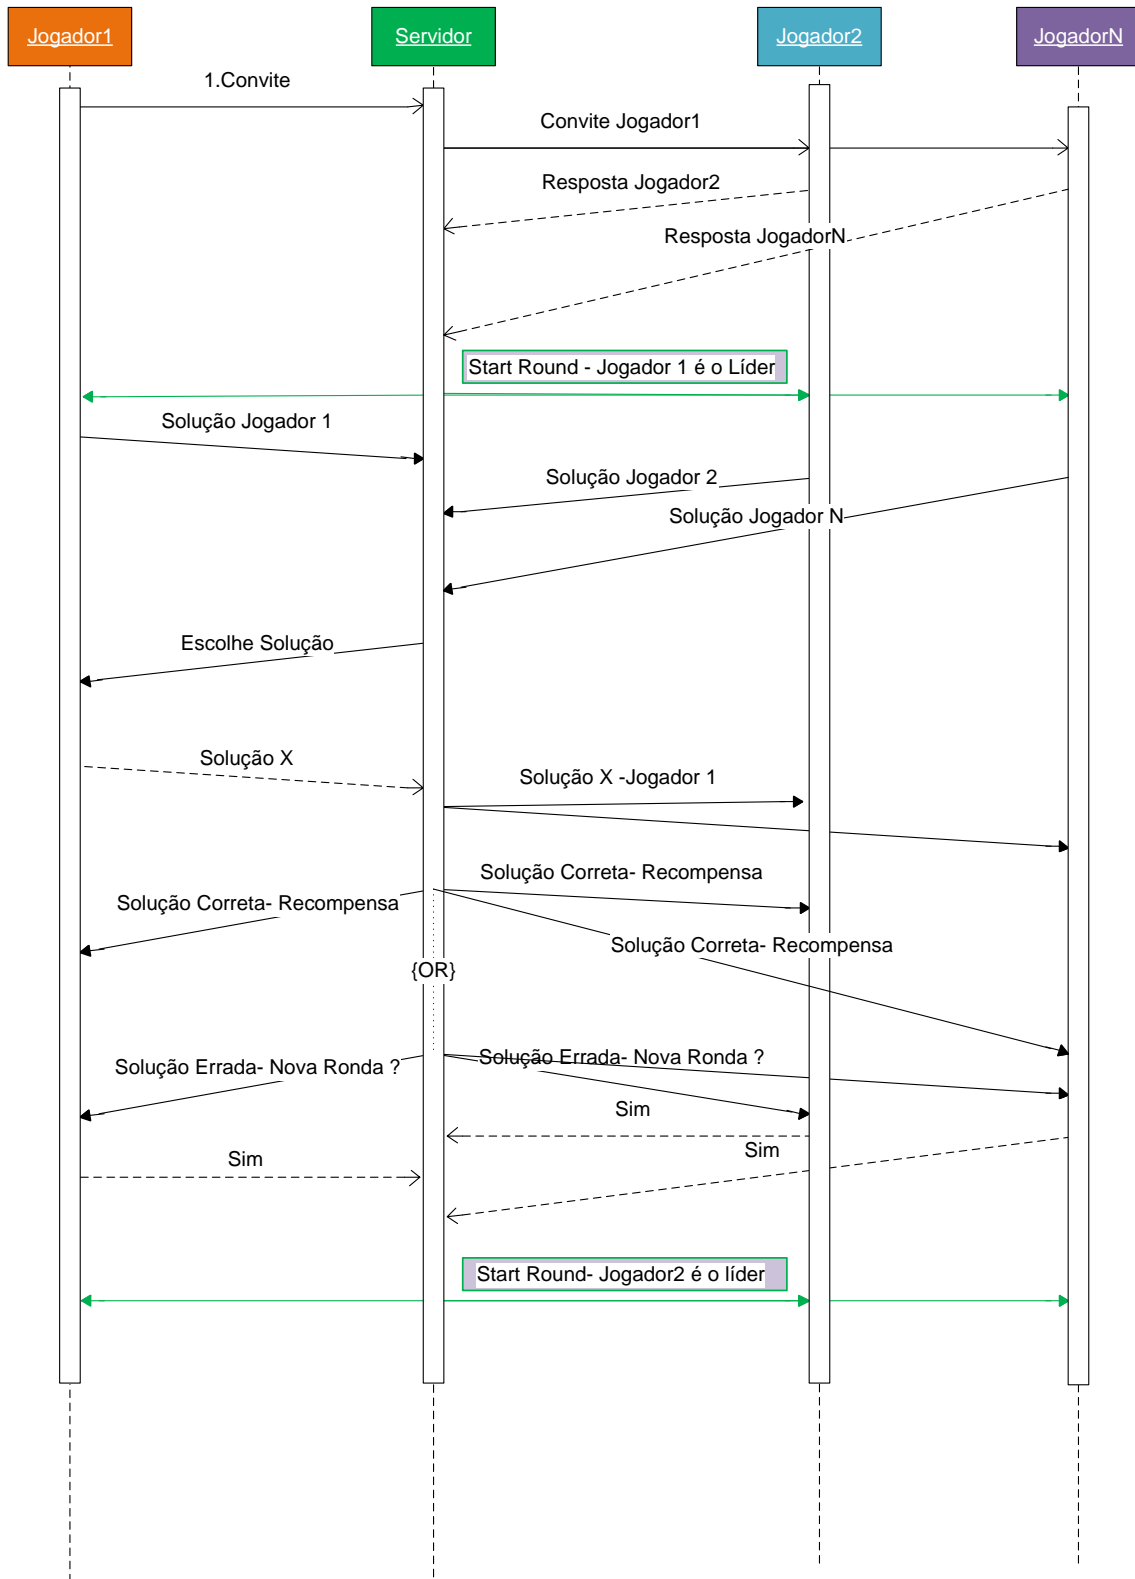 Jogador1
Servidor
Jogador2
JogadorN
1.Convite
Convite Jogador1
Resposta Jogador2
Resposta JogadorN
Start Round - Jogador 1 é o Líder
Solução Jogador 1
Solução Jogador 2
Solução Jogador N
Escolhe Solução
Solução X
Solução X -Jogador 1
Solução Correta- Recompensa
Solução Correta- Recompensa
Solução Correta- Recompensa
{OR}
Solução Errada- Nova Ronda ?
Solução Errada- Nova Ronda ?
Sim
Sim
Sim
Start Round- Jogador2 é o líder